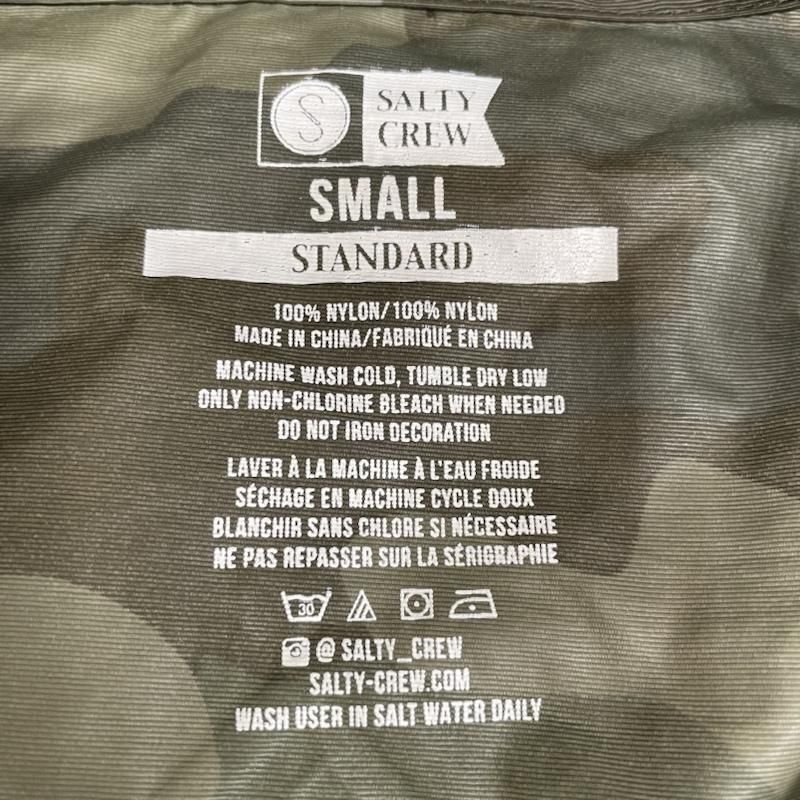 S
SALTY
CREW
SMALL
STANDARD
100% NYLON/100% NYLON
MADE IN CHINA/FABRIQUÉ EN CHINA
MACHINE WASH COLD, TUMBLE DRY LOW
ONLY NON-CHLORINE BLEACH WHEN NEEDED
DO NOT IRON DECORATION
LAVER À LA MACHINE À L'EAU FROIDE
SÉCHAGE EN MACHINE CYCLE DOUX
BLANCHIR SANS CHLORE SI NÉCESSAIRE
NE PAS REPASSER SUR LA SÉRIGRAPHIE
30
@ SALTY_CREW
SALTY-CREW.COM
WASH USER IN SALT WATER DAILY